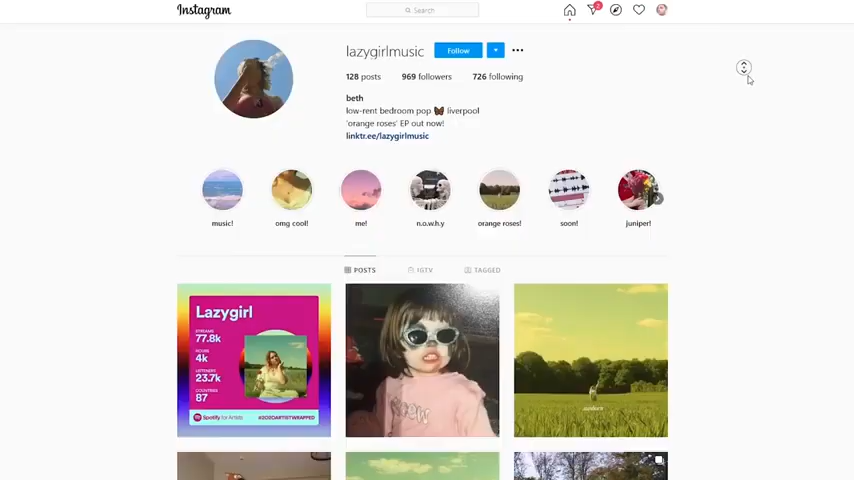 Instagram
Search
2
lazygirlmusic Follow
128 posts 969 followers 726 following
beth
low-rent bedroom pop 🦋 liverpool
'orange roses' EP out now!
linktr.ee/lazygirlmusic
music! omg cool! me! n.o.w.h.y orange roses! soon! juniper!
POSTS IGTV TAGGED
Lazygirl
STREAMS
77.8k
HOURS
4k
LISTENERS
23.7k
COUNTRIES
87
Spotify for Artists #2020ARTISTWRAPPED